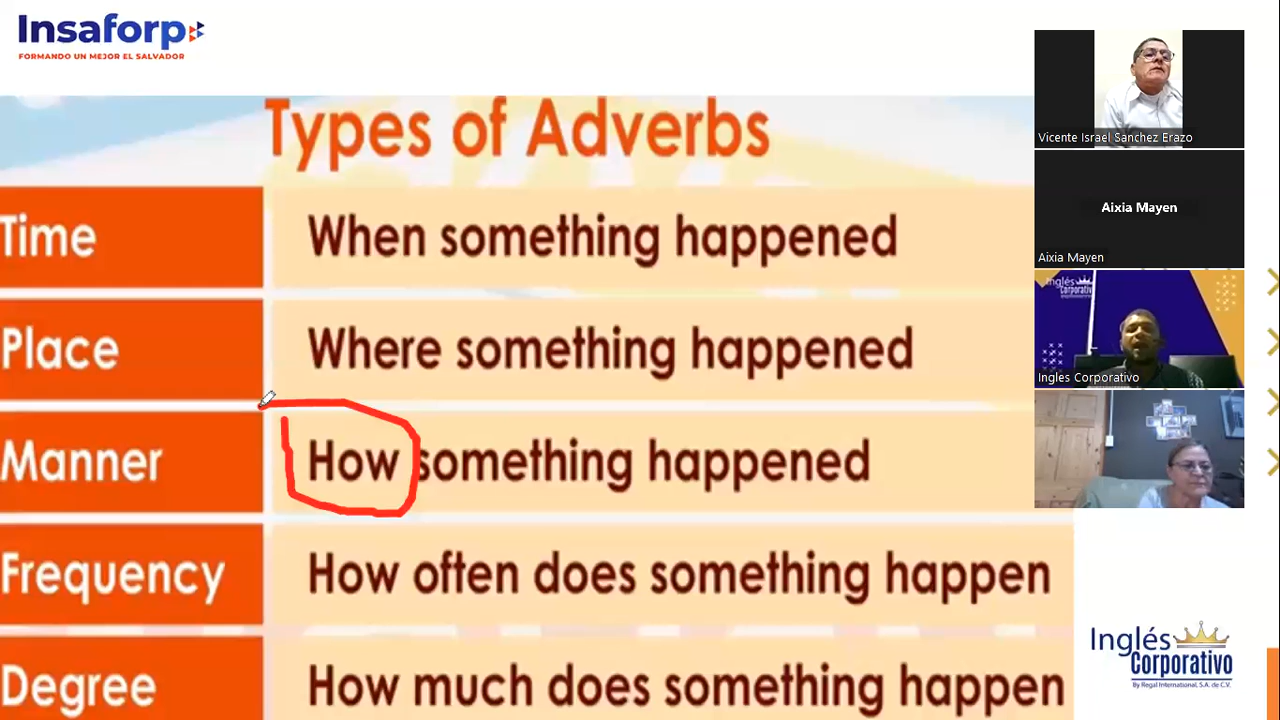 Insaforp
FORMANDO UN MEJOR EL SALVADOR
Types of Adverbs
Time
When something happened
Place
Where something happened
Manner
How something happened
Frequency
How often does something happen
Degree
How much does something happen
Vicente Israel Sanchez Erazo
Aixia Mayen
Aixia Mayen
Inglés
Corporativo
Ingles Corporativo
Inglés
Corporativo
By Regal International, S.A. de C.V.